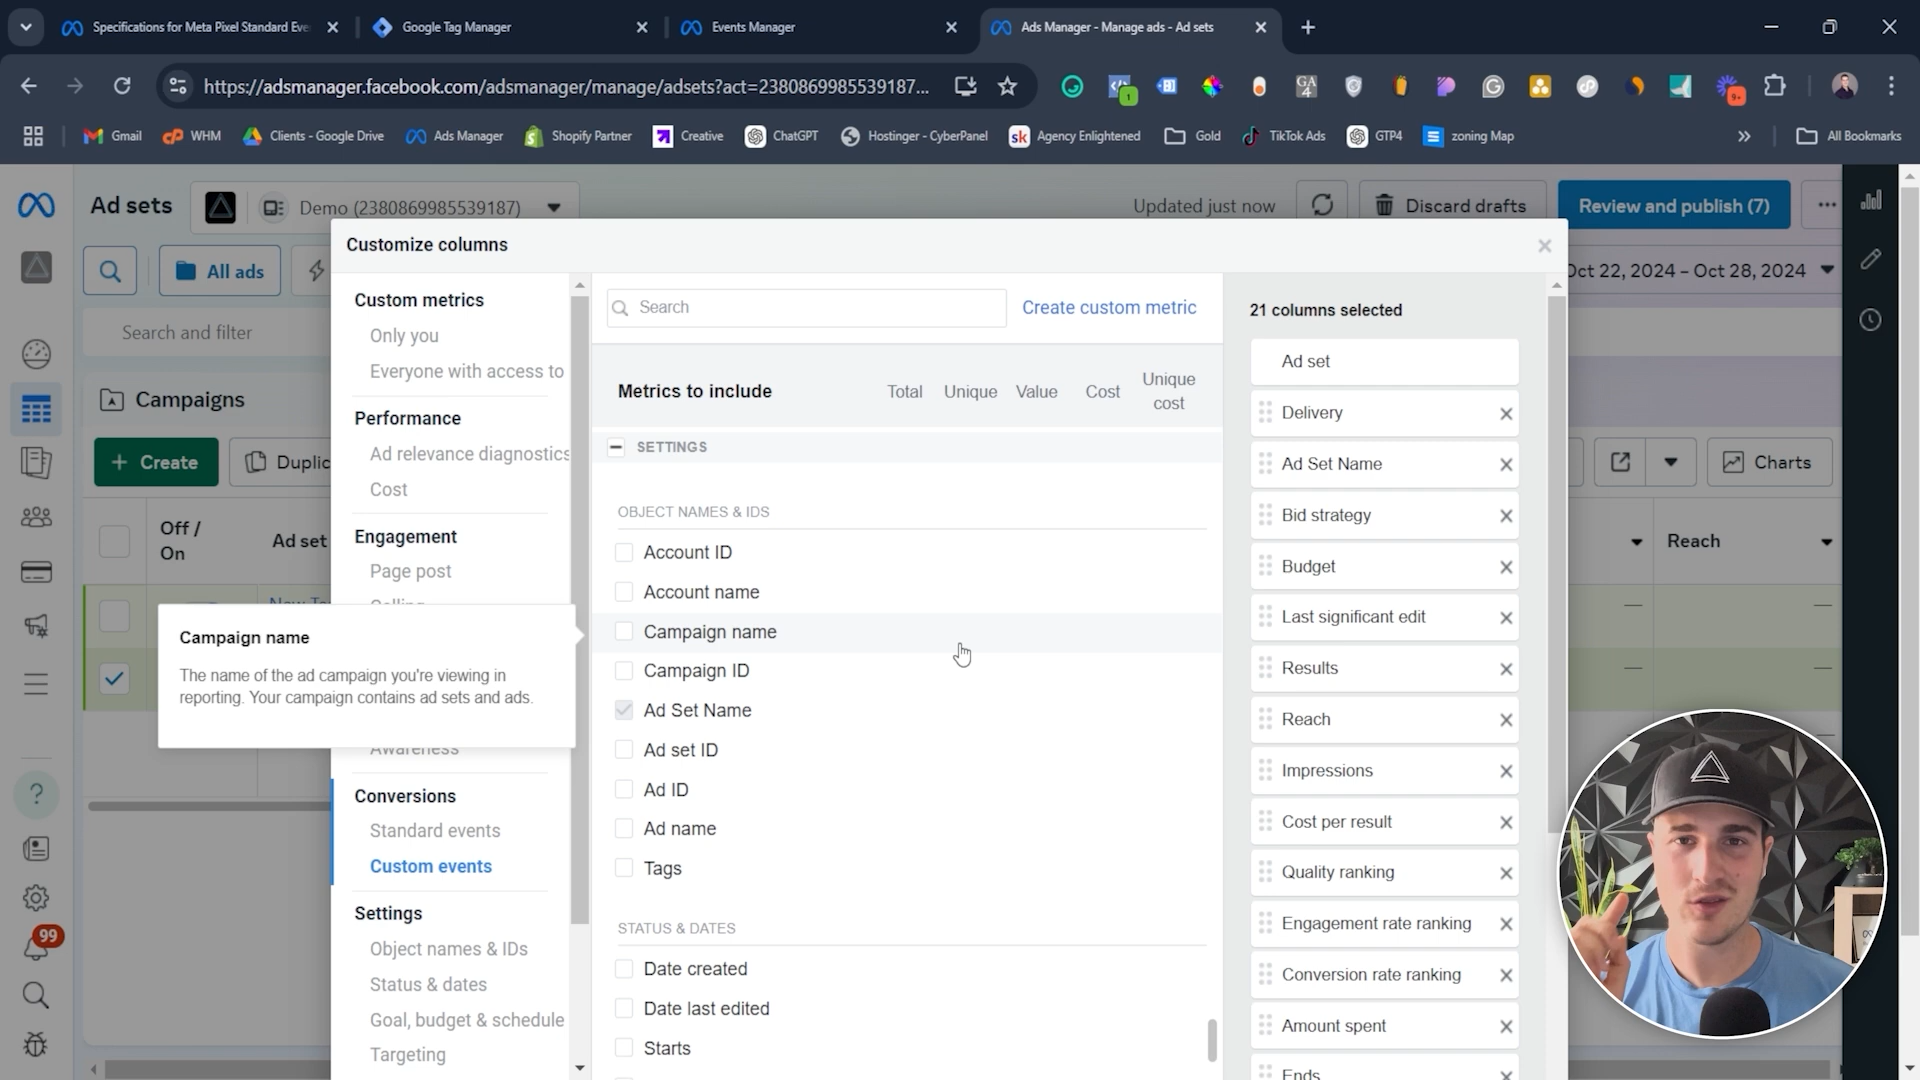 Specifications for Meta Pixel Standard Eve
Google Tag Manager
Events Manager
Ads Manager - Manage ads - Ad sets
https://adsmanager.facebook.com/adsmanager/manage/adsets?act=2380869985539187...
1
GA4
9+
Gmail
WHM
Clients - Google Drive
Ads Manager
Shopify Partner
Creative
ChatGPT
Hostinger - CyberPanel
sk
Agency Enlightened
Gold
TikTok Ads
GTP4
zoning Map
All Bookmarks
Ad sets
Demo (2380869985539187)
Updated just now
Discard drafts
Review and publish (7)
All ads
Oct 22, 2024 – Oct 28, 2024
Search and filter
Campaigns
Create
Duplic
Charts
Off / On
Ad set
Reach
Customize columns
Custom metrics
Only you
Everyone with access to
Performance
Ad relevance diagnostics
Cost
Engagement
Page post
Awareness
Conversions
Standard events
Custom events
Settings
Object names & IDs
Status & dates
Goal, budget & schedule
Targeting
Campaign name
The name of the ad campaign you're viewing in
reporting. Your campaign contains ad sets and ads.
99
Search
Create custom metric
Metrics to include
Total
Unique
Value
Cost
Unique cost
SETTINGS
OBJECT NAMES & IDS
Account ID
Account name
Campaign name
Campaign ID
Ad Set Name
Ad set ID
Ad ID
Ad name
Tags
STATUS & DATES
Date created
Date last edited
Starts
21 columns selected
Ad set
Delivery
Ad Set Name
Bid strategy
Budget
Last significant edit
Results
Reach
Impressions
Cost per result
Quality ranking
Engagement rate ranking
Conversion rate ranking
Amount spent
Ends